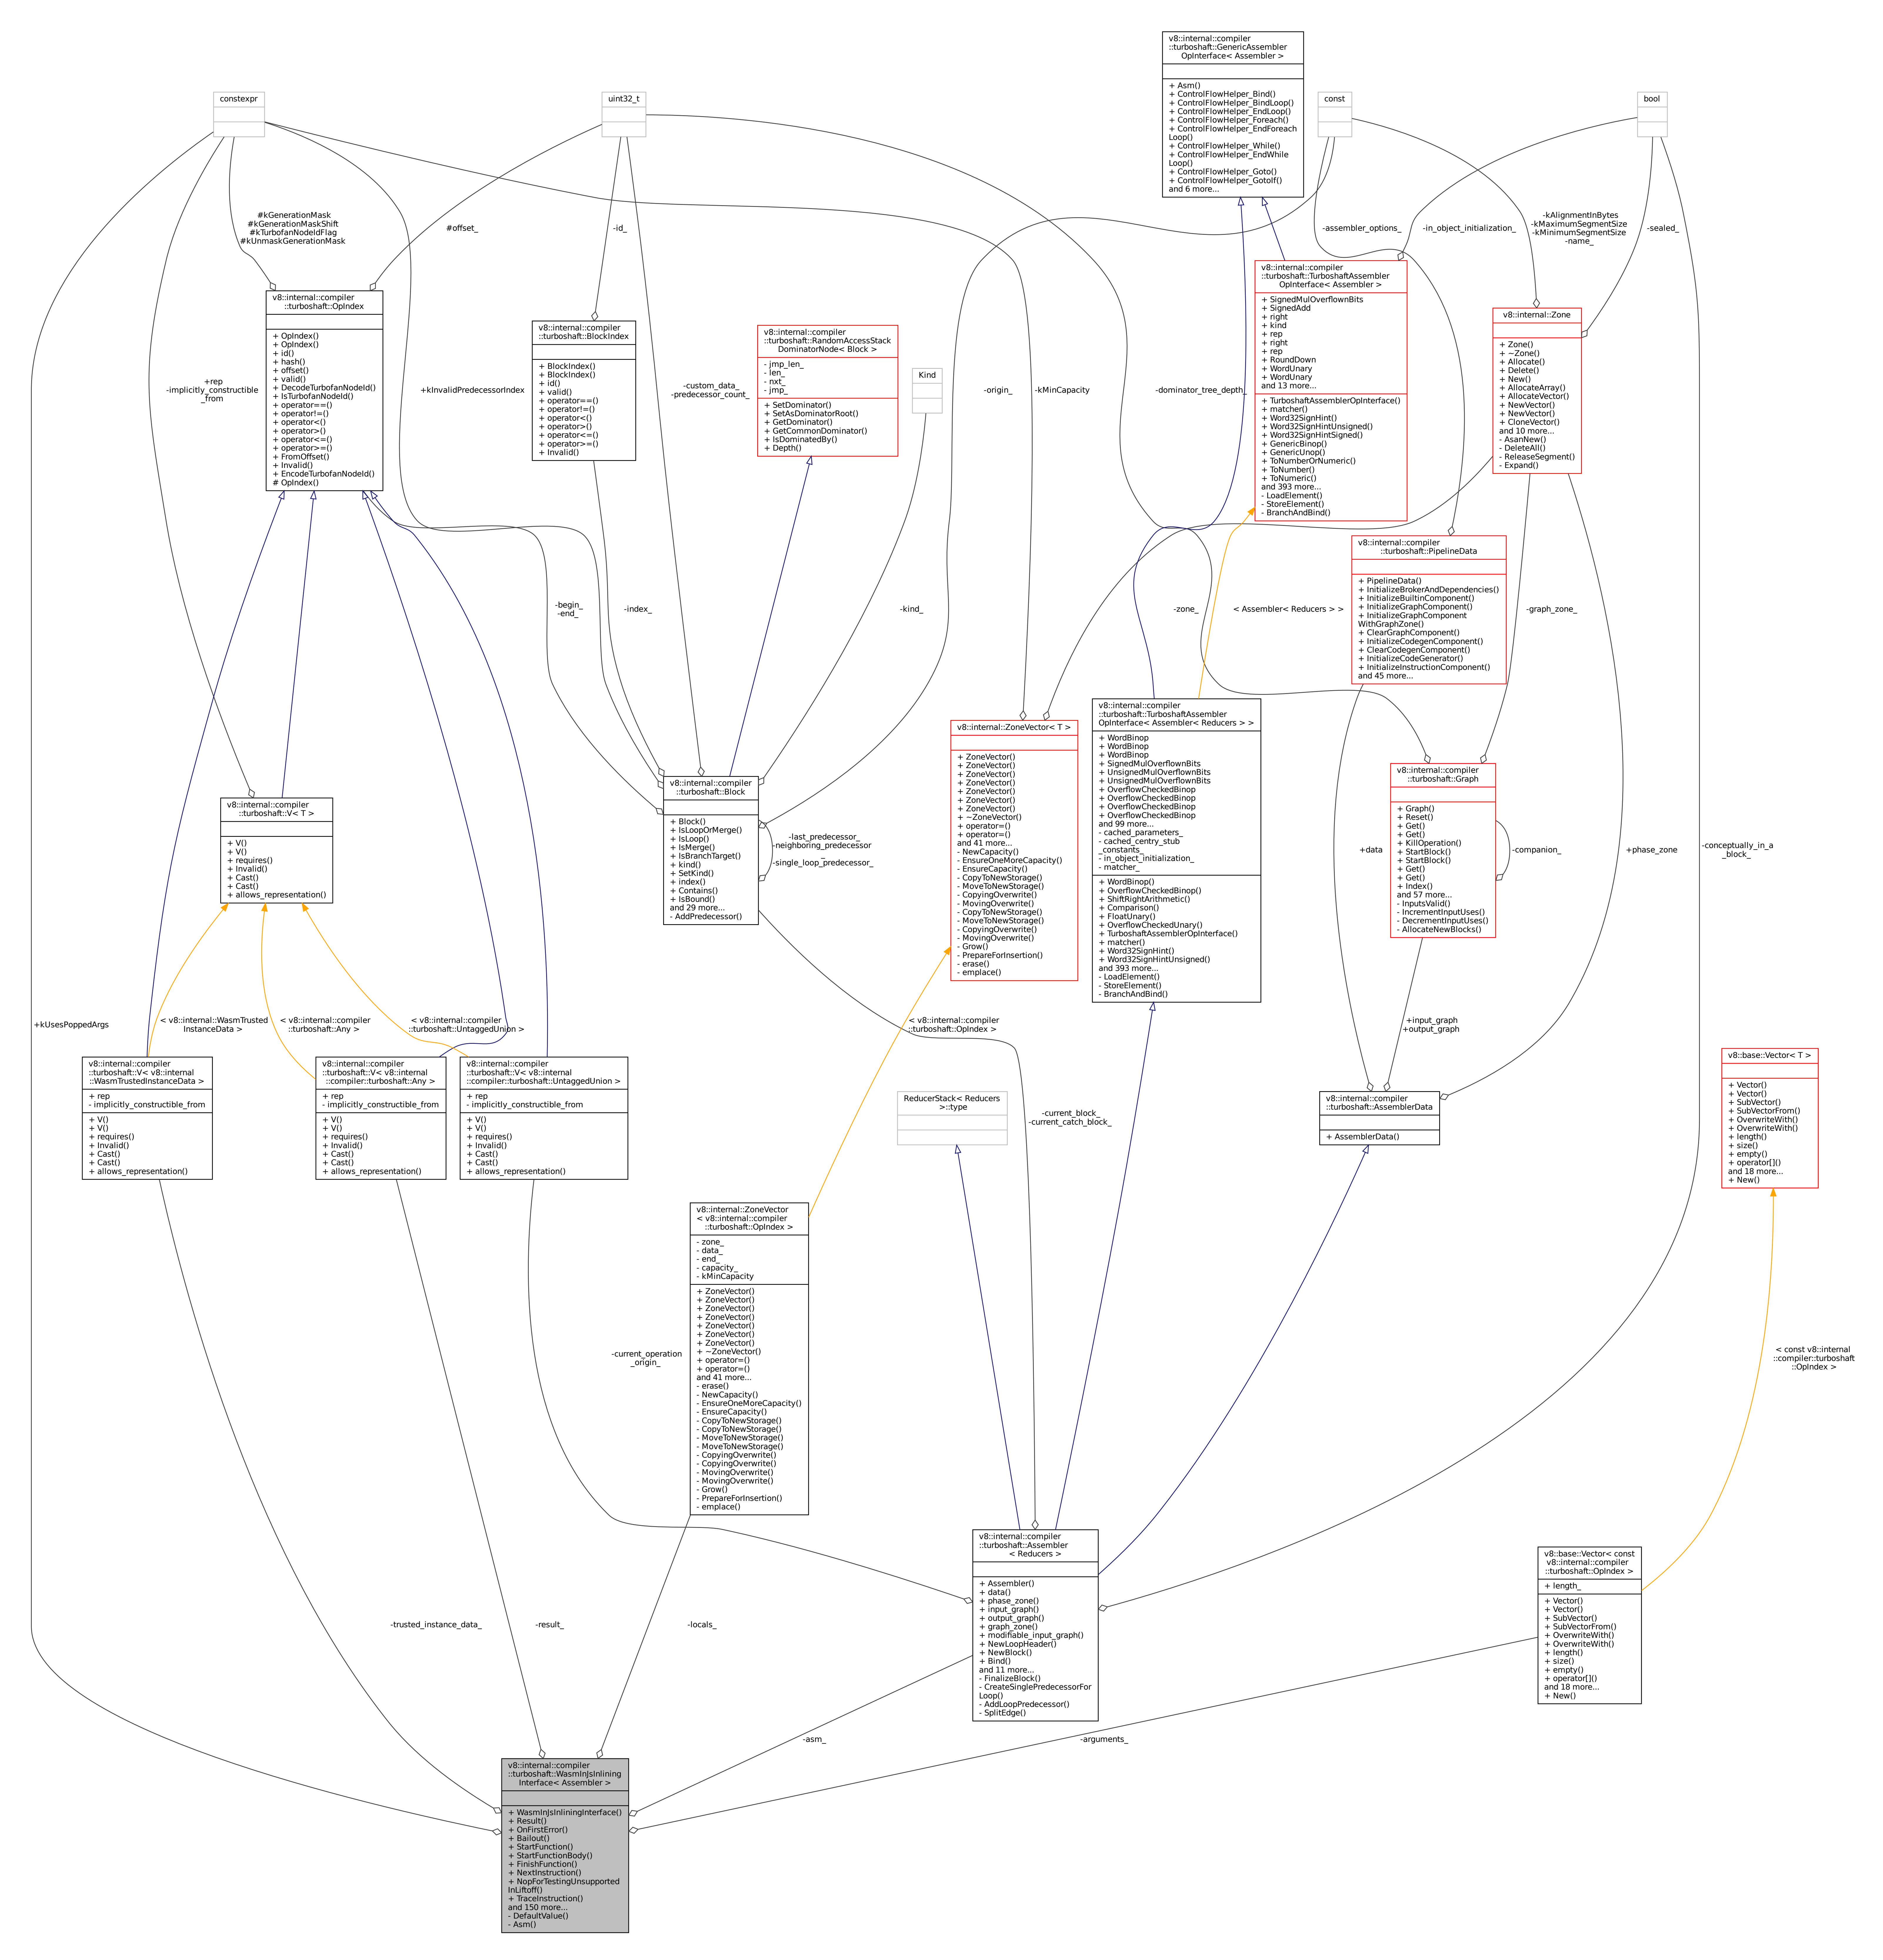 v8::internal::compiler
::turboshaft::GenericAssembler
OpInterface< Assembler >
+ Asm()
+ ControlFlowHelper_Bind()
+ ControlFlowHelper_BindLoop()
+ ControlFlowHelper_EndLoop()
+ ControlFlowHelper_Foreach()
+ ControlFlowHelper_EndForeach
Loop()
+ ControlFlowHelper_While()
+ ControlFlowHelper_EndWhile
Loop()
+ ControlFlowHelper_Goto()
+ ControlFlowHelper_GotoIf()
and 6 more...
constexpr
uint32_t
const
bool
#kGenerationMask
#kGenerationMaskShift
#kTurbofanNodeIdFlag
#kUnmaskGenerationMask
#offset_
-id_
-assembler_options_
-in_object_initialization_
-kAlignmentInBytes
-kMaximumSegmentSize
-kMinimumSegmentSize
-name_
-sealed_
v8::internal::compiler
::turboshaft::OpIndex
+ OpIndex()
+ OpIndex()
+ id()
+ hash()
+ offset()
+ valid()
+ DecodeTurbofanNodeId()
+ IsTurbofanNodeId()
+ operator==()
+ operator!=()
+ operator<()
+ operator>()
+ operator<=()
+ operator>=()
+ FromOffset()
+ Invalid()
+ EncodeTurbofanNodeId()
# OpIndex()
v8::internal::compiler
::turboshaft::BlockIndex
+ BlockIndex()
+ BlockIndex()
+ id()
+ valid()
+ operator==()
+ operator!=()
+ operator<()
+ operator>()
+ operator<=()
+ operator>=()
+ Invalid()
v8::internal::compiler
::turboshaft::RandomAccessStack
DominatorNode< Block >
- jmp_len_
- len_
- nxt_
- jmp_
+ SetDominator()
+ SetAsDominatorRoot()
+ GetDominator()
+ GetCommonDominator()
+ IsDominatedBy()
+ Depth()
v8::internal::compiler
::turboshaft::TurboshaftAssembler
OpInterface< Assembler >
+ SignedMulOverflownBits
+ SignedAdd
+ right
+ kind
+ rep
+ right
+ rep
+ RoundDown
+ WordUnary
+ WordUnary
and 13 more...
+ TurboshaftAssemblerOpInterface()
+ matcher()
+ Word32SignHint()
+ Word32SignHintUnsigned()
+ Word32SignHintSigned()
+ GenericBinop()
+ GenericUnop()
+ ToNumberOrNumeric()
+ ToNumber()
+ ToNumeric()
and 393 more...
- LoadElement()
- StoreElement()
- BranchAndBind()
v8::internal::Zone
+ Zone()
+ ~Zone()
+ Allocate()
+ Delete()
+ New()
+ AllocateArray()
+ AllocateVector()
+ NewVector()
+ NewVector()
+ CloneVector()
and 10 more...
- AsanNew()
- DeleteAll()
- ReleaseSegment()
- Expand()
Kind
+rep
-implicitly_constructible
_from
+kInvalidPredecessorIndex
-custom_data_
-predecessor_count_
-origin_
-kMinCapacity
-dominator_tree_depth_
v8::internal::compiler
::turboshaft::PipelineData
+ PipelineData()
+ InitializeBrokerAndDependencies()
+ InitializeBuiltinComponent()
+ InitializeGraphComponent()
+ InitializeGraphComponent
WithGraphZone()
+ ClearGraphComponent()
+ InitializeCodegenComponent()
+ ClearCodegenComponent()
+ InitializeCodeGenerator()
+ InitializeInstructionComponent()
and 45 more...
-begin_
-end_
-index_
-kind_
-zone_
< Assembler< Reducers > >
-graph_zone_
v8::internal::compiler
::turboshaft::TurboshaftAssembler
OpInterface< Assembler< Reducers > >
+ WordBinop
+ WordBinop
+ WordBinop
+ SignedMulOverflownBits
+ UnsignedMulOverflownBits
+ UnsignedMulOverflownBits
+ OverflowCheckedBinop
+ OverflowCheckedBinop
+ OverflowCheckedBinop
+ OverflowCheckedBinop
and 99 more...
- cached_parameters_
- cached_centry_stub
_constants_
- in_object_initialization_
- matcher_
+ WordBinop()
+ OverflowCheckedBinop()
+ ShiftRightArithmetic()
+ Comparison()
+ FloatUnary()
+ OverflowCheckedUnary()
+ TurboshaftAssemblerOpInterface()
+ matcher()
+ Word32SignHint()
+ Word32SignHintUnsigned()
and 393 more...
- LoadElement()
- StoreElement()
- BranchAndBind()
v8::internal::ZoneVector< T >
+ ZoneVector()
+ ZoneVector()
+ ZoneVector()
+ ZoneVector()
+ ZoneVector()
+ ZoneVector()
+ ZoneVector()
+ ~ZoneVector()
+ operator=()
+ operator=()
and 41 more...
- NewCapacity()
- EnsureOneMoreCapacity()
- EnsureCapacity()
- CopyToNewStorage()
- MoveToNewStorage()
- CopyingOverwrite()
- MovingOverwrite()
- CopyToNewStorage()
- MoveToNewStorage()
- CopyingOverwrite()
- MovingOverwrite()
- Grow()
- PrepareForInsertion()
- erase()
- emplace()
v8::internal::compiler
::turboshaft::Graph
+ Graph()
+ Reset()
+ Get()
+ Get()
+ KillOperation()
+ StartBlock()
+ StartBlock()
+ Get()
+ Get()
+ Index()
and 57 more...
- InputsValid()
- IncrementInputUses()
- DecrementInputUses()
- AllocateNewBlocks()
v8::internal::compiler
::turboshaft::Block
+ Block()
+ IsLoopOrMerge()
+ IsLoop()
+ IsMerge()
+ IsBranchTarget()
+ kind()
+ SetKind()
+ index()
+ Contains()
+ IsBound()
and 29 more...
- AddPredecessor()
v8::internal::compiler
::turboshaft::V< T >
+ V()
+ V()
+ requires()
+ Invalid()
+ Cast()
+ Cast()
+ allows_representation()
-last_predecessor_
-neighboring_predecessor
_
-single_loop_predecessor_
+data
-companion_
+phase_zone
-conceptually_in_a
_block_
+kUsesPoppedArgs
< v8::internal::WasmTrusted
InstanceData >
< v8::internal::compiler
::turboshaft::Any >
< v8::internal::compiler
::turboshaft::UntaggedUnion >
< v8::internal::compiler
::turboshaft::OpIndex >
+input_graph
+output_graph
v8::internal::compiler
::turboshaft::V< v8::internal
::WasmTrustedInstanceData >
+ rep
- implicitly_constructible_from
+ V()
+ V()
+ requires()
+ Invalid()
+ Cast()
+ Cast()
+ allows_representation()
v8::internal::compiler
::turboshaft::V< v8::internal
::compiler::turboshaft::Any >
+ rep
- implicitly_constructible_from
+ V()
+ V()
+ requires()
+ Invalid()
+ Cast()
+ Cast()
+ allows_representation()
v8::internal::compiler
::turboshaft::V< v8::internal
::compiler::turboshaft::UntaggedUnion >
+ rep
- implicitly_constructible_from
+ V()
+ V()
+ requires()
+ Invalid()
+ Cast()
+ Cast()
+ allows_representation()
ReducerStack< Reducers
>::type
-current_block_
-current_catch_block_
v8::internal::compiler
::turboshaft::AssemblerData
+ AssemblerData()
v8::base::Vector< T >
+ Vector()
+ Vector()
+ SubVector()
+ SubVectorFrom()
+ OverwriteWith()
+ OverwriteWith()
+ length()
+ size()
+ empty()
+ operator[]()
and 18 more...
+ New()
v8::internal::ZoneVector
< v8::internal::compiler
::turboshaft::OpIndex >
- zone_
- data_
- end_
- capacity_
- kMinCapacity
+ ZoneVector()
+ ZoneVector()
+ ZoneVector()
+ ZoneVector()
+ ZoneVector()
+ ZoneVector()
+ ZoneVector()
+ ~ZoneVector()
+ operator=()
+ operator=()
and 41 more...
- erase()
- NewCapacity()
- EnsureOneMoreCapacity()
- EnsureCapacity()
- CopyToNewStorage()
- CopyToNewStorage()
- MoveToNewStorage()
- MoveToNewStorage()
- CopyingOverwrite()
- CopyingOverwrite()
- MovingOverwrite()
- MovingOverwrite()
- Grow()
- PrepareForInsertion()
- emplace()
-current_operation
_origin_
< const v8::internal
::compiler::turboshaft
::OpIndex >
v8::internal::compiler
::turboshaft::Assembler
< Reducers >
+ Assembler()
+ data()
+ phase_zone()
+ input_graph()
+ output_graph()
+ graph_zone()
+ modifiable_input_graph()
+ NewLoopHeader()
+ NewBlock()
+ Bind()
and 11 more...
- FinalizeBlock()
- CreateSinglePredecessorFor
Loop()
- AddLoopPredecessor()
- SplitEdge()
v8::base::Vector< const
v8::internal::compiler
::turboshaft::OpIndex >
+ length_
+ Vector()
+ Vector()
+ SubVector()
+ SubVectorFrom()
+ OverwriteWith()
+ OverwriteWith()
+ length()
+ size()
+ empty()
+ operator[]()
and 18 more...
+ New()
-trusted_instance_data_
-result_
-locals_
-asm_
-arguments_
v8::internal::compiler
::turboshaft::WasmInJsInlining
Interface< Assembler >
+ WasmInJsInliningInterface()
+ Result()
+ OnFirstError()
+ Bailout()
+ StartFunction()
+ StartFunctionBody()
+ FinishFunction()
+ NextInstruction()
+ NopForTestingUnsupported
InLiftoff()
+ TraceInstruction()
and 150 more...
- DefaultValue()
- Asm()